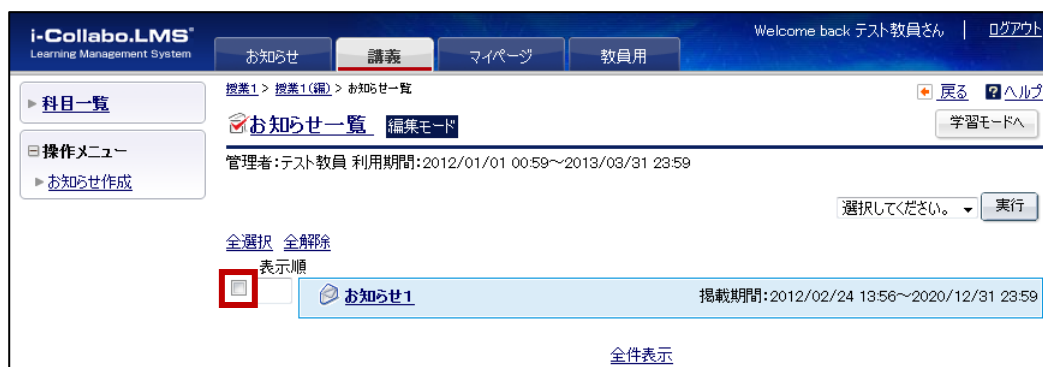 i-Collabo.LMS
Learning Management System
Welcome back テスト教員さん | ログアウト
お知らせ 講義 マイページ 教員用
科目一覧
操作メニュー
お知らせ作成
授業1 > 授業1(編) > お知らせ一覧
戻る ?ヘルプ
お知らせ一覧 編集モード
学習モードへ
管理者:テスト教員 利用期間:2012/01/01 00:59～2013/03/31 23:59
選択してください。 実行
全選択 全解除
表示順
お知らせ1 掲載期間:2012/02/24 13:56～2020/12/31 23:59
全件表示